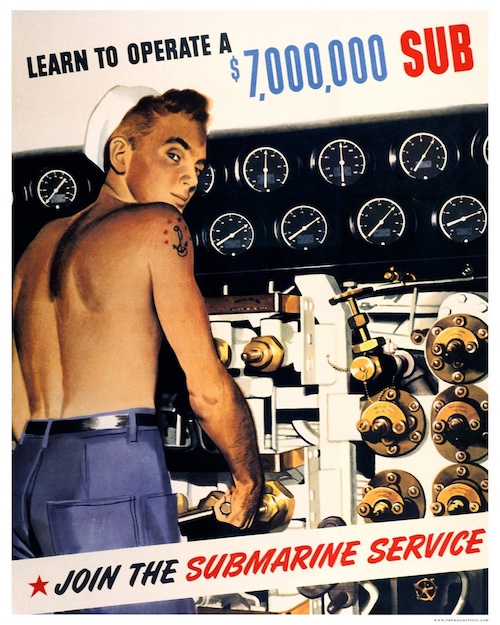 LEARN TO OPERATE A
$7,000,000 SUB
JOIN THE SUBMARINE SERVICE